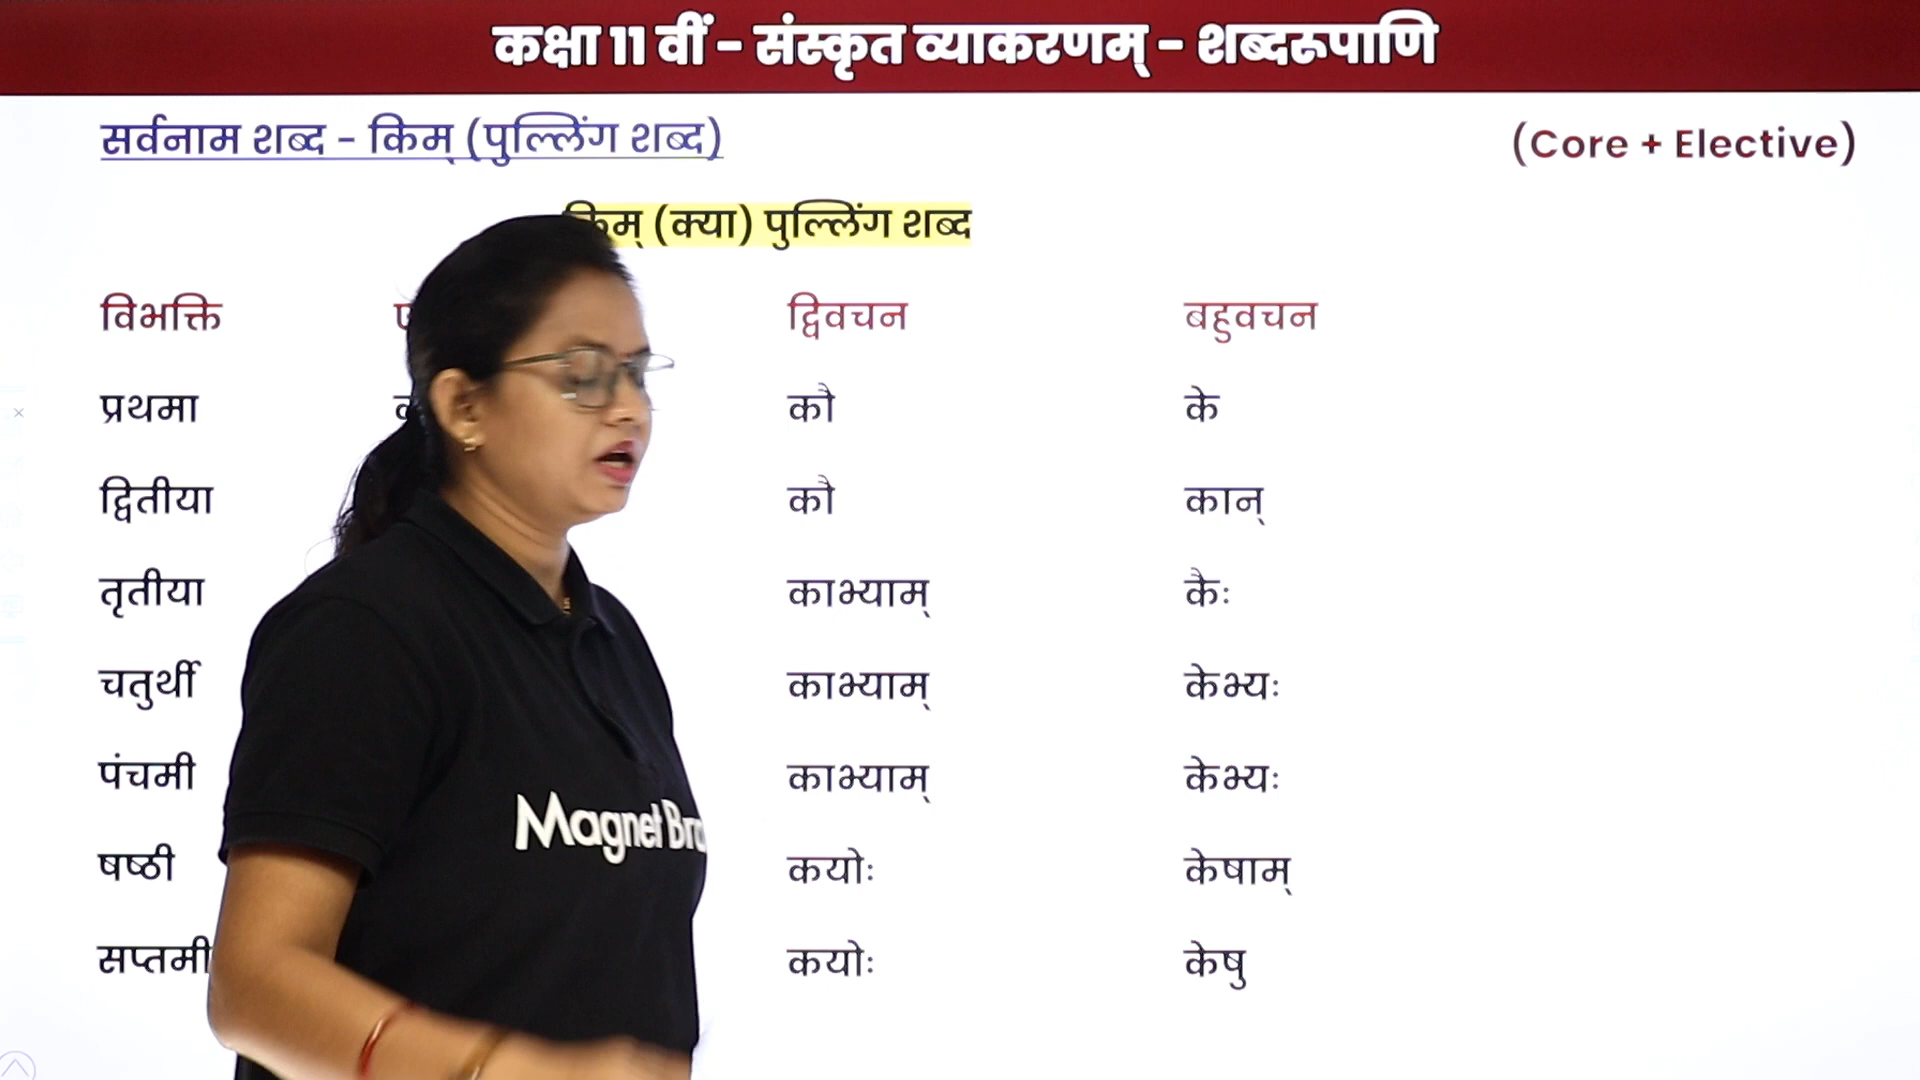 कक्षा 11 वीं - संस्कृत व्याकरणम् - शब्दरूपाणि
सर्वनाम शब्द - किम् (पुल्लिंग शब्द)
(Core + Elective)
किम् (क्या) पुल्लिंग शब्द
विभक्ति द्विवचन बहुवचन
प्रथमा कौ के
द्वितीया कौ कान्
तृतीया काभ्याम् कैः
चतुर्थी काभ्याम् केभ्यः
पंचमी काभ्याम् केभ्यः
षष्ठी कयोः केषाम्
सप्तमी कयोः केषु
Magnet